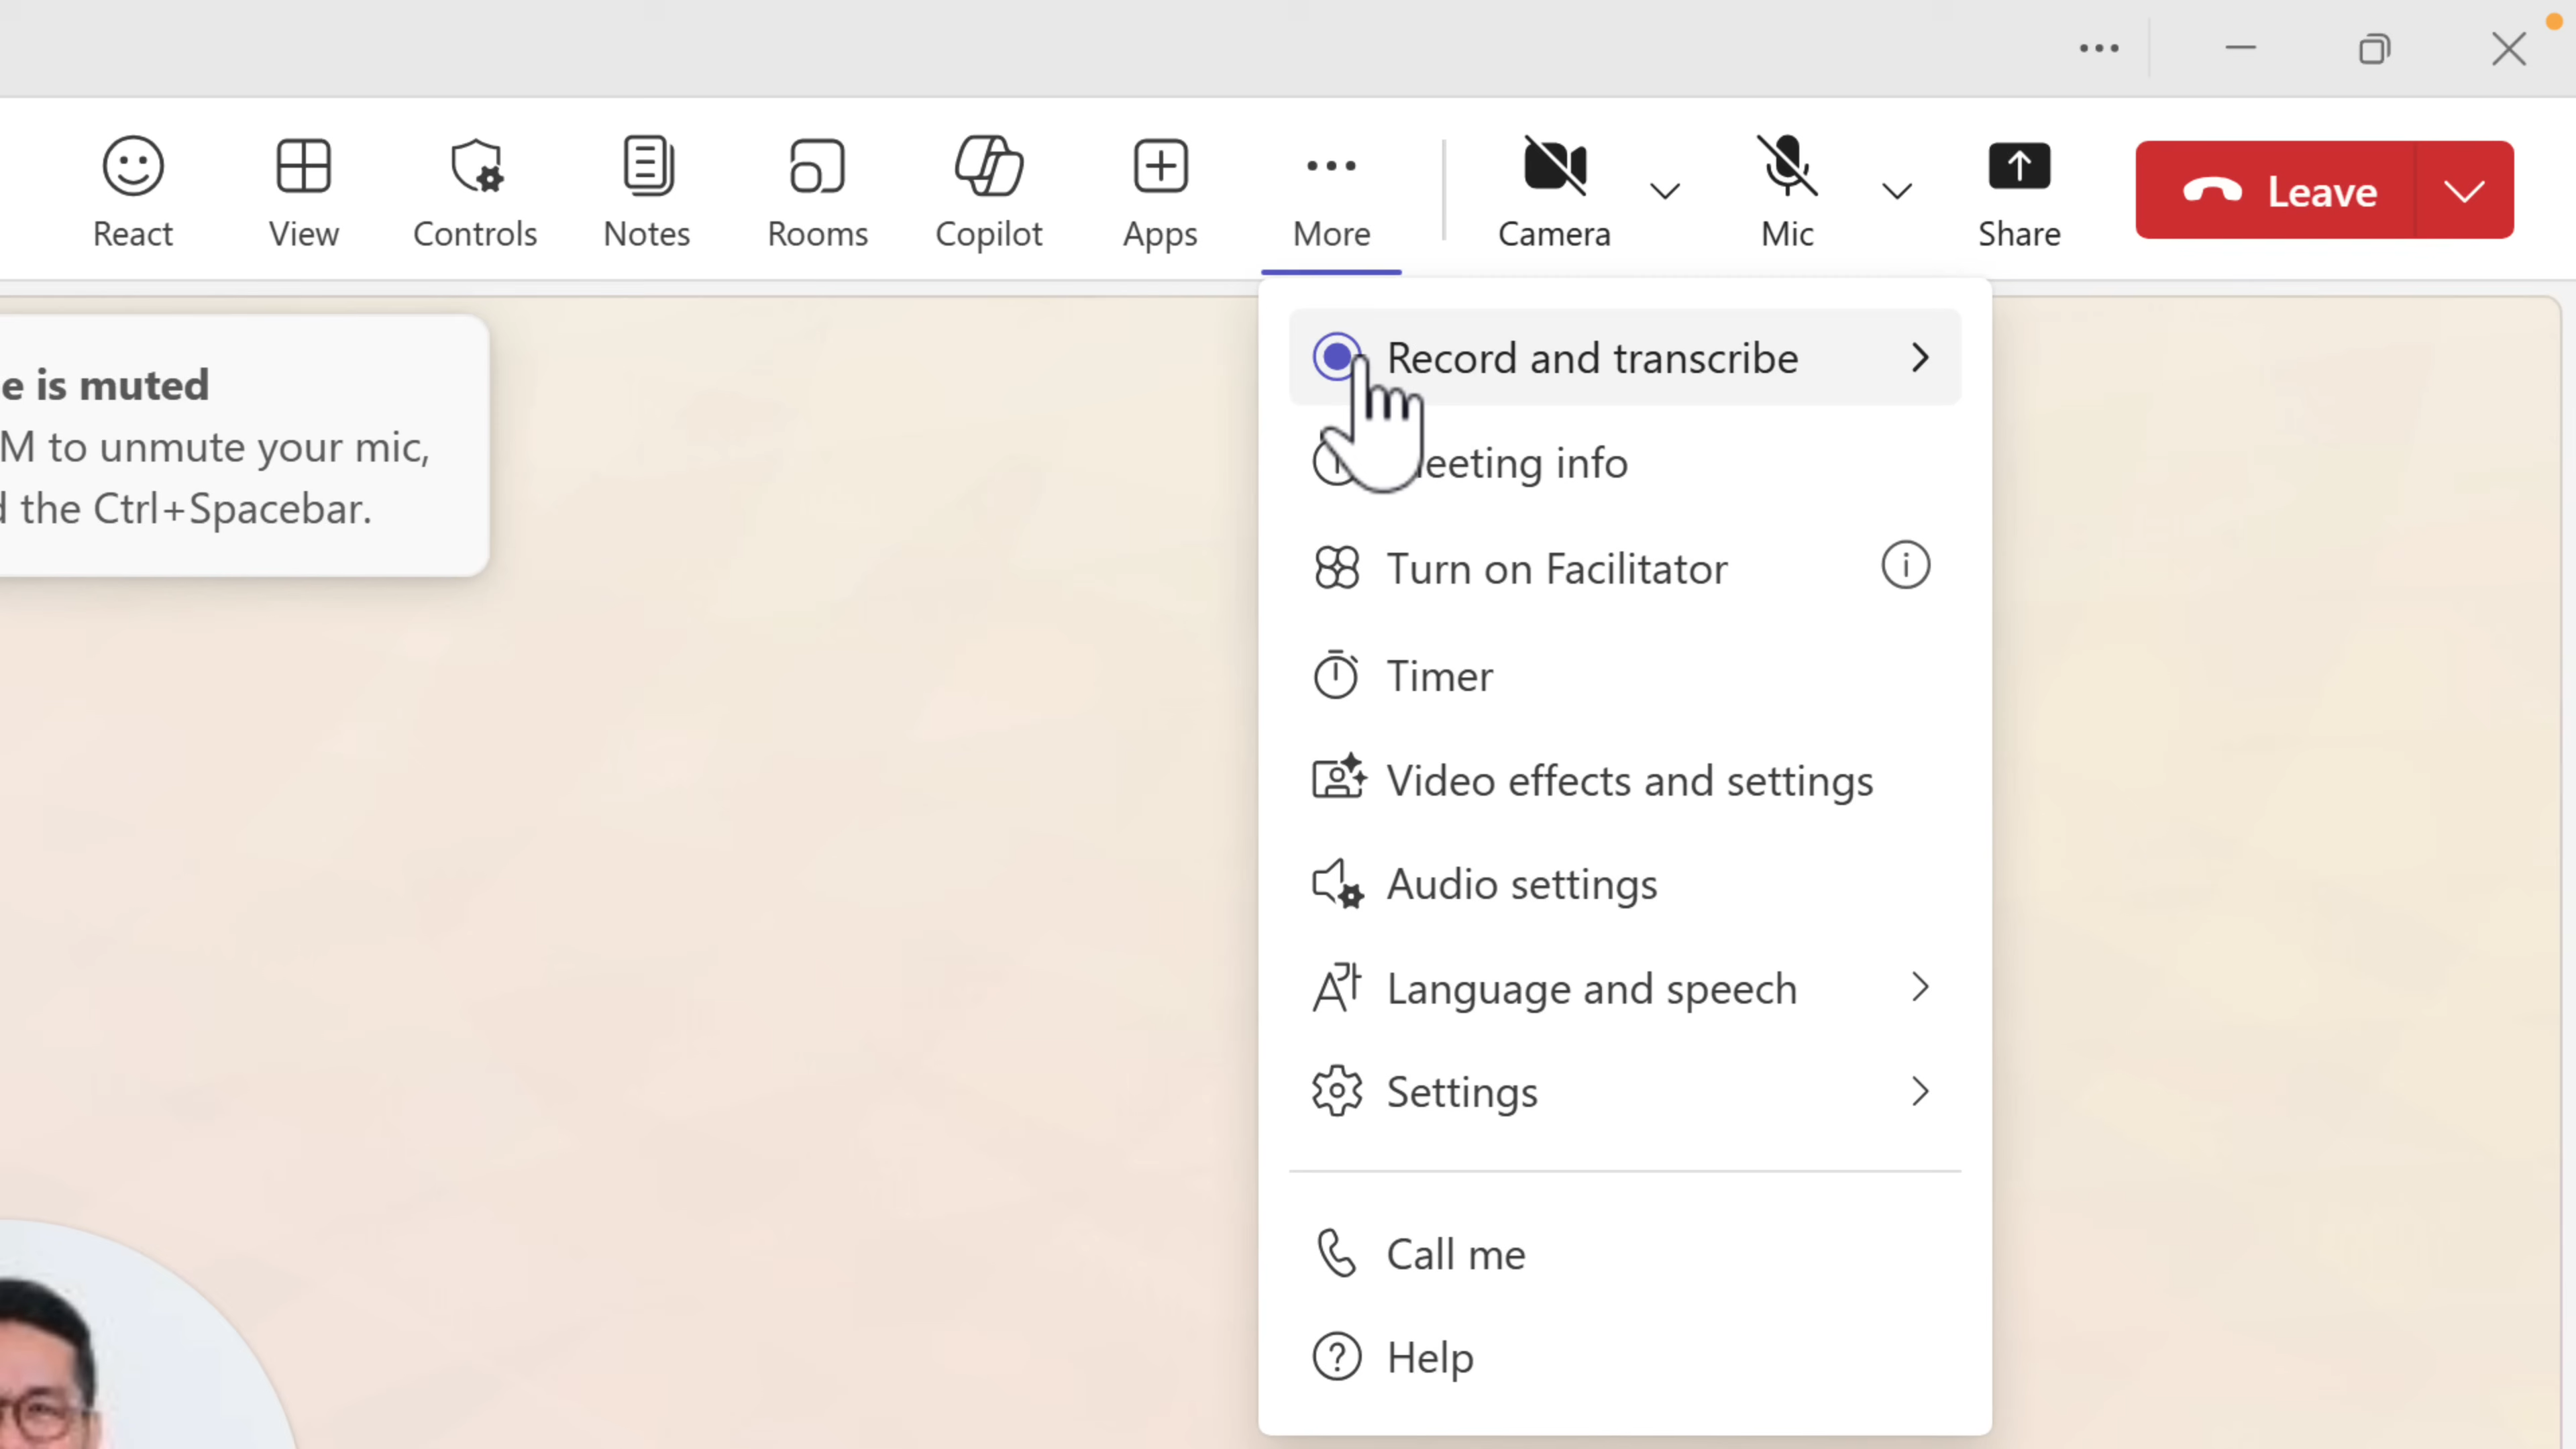 React
View
Controls
Notes
Rooms
Copilot
Apps
More
Camera
Mic
Share
Leave
e is muted
M to unmute your mic,
the Ctrl+Spacebar.
Record and transcribe
eeting info
Turn on Facilitator
Timer
Video effects and settings
Audio settings
Language and speech
Settings
Call me
Help